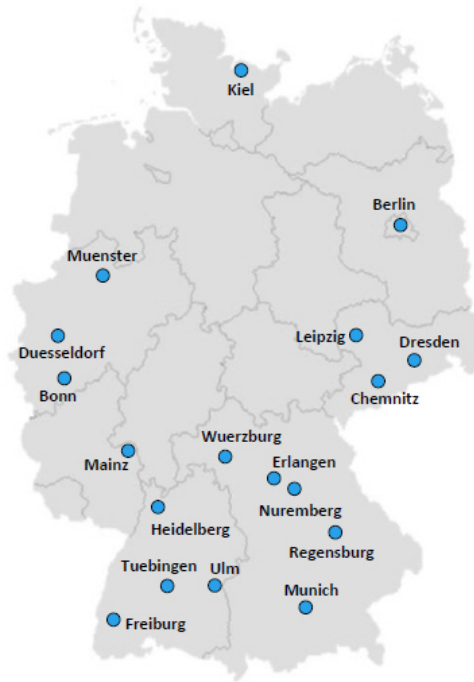 Kiel
Berlin
Muenster
Leipzig
Duesseldorf
Dresden
Bonn
Chemnitz
Wuerzburg
Mainz
Erlangen
Nuremberg
Heidelberg
Regensburg
Tuebingen
Ulm
Munich
Freiburg